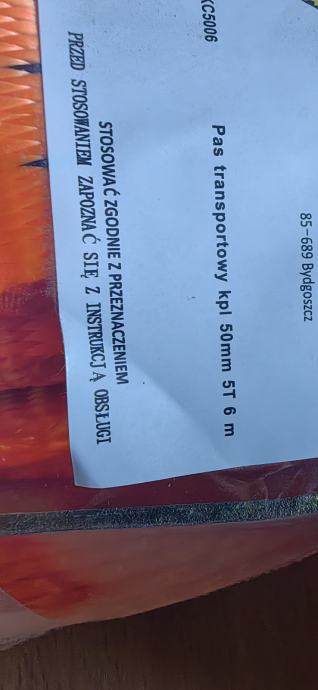 85-689 Bydgoszcz
KC5006
Pas transportowy kpl 50mm 5T 6 m
STOSOWAĆ ZGODNIE Z PRZEZNACZENIEM
PRZED STOSOWANIEM ZAPOZNAĆ SIĘ Z INSTRUKCJĄ OBSŁUGI